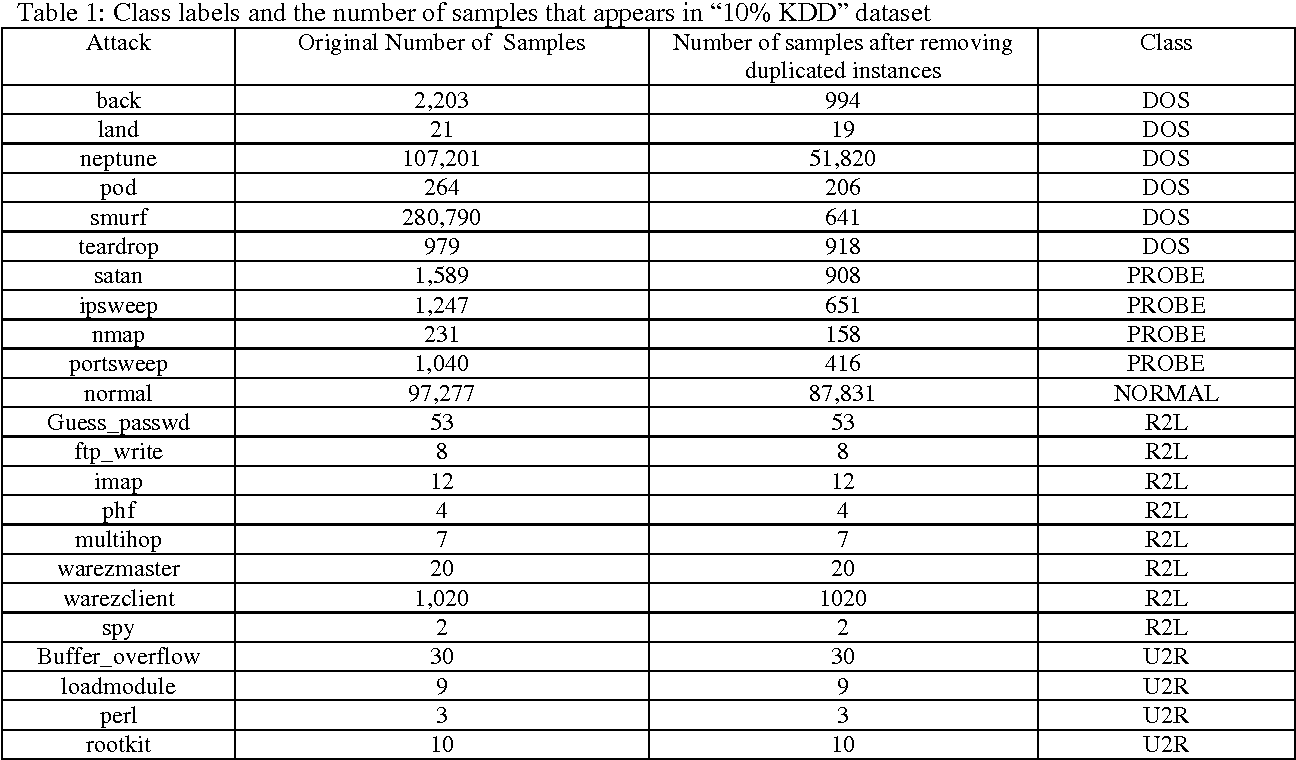 Table 1: Class labels and the number of samples that appears in “10% KDD” dataset
Attack Original Number of Samples Number of samples after removing duplicated instances Class
back 2,203 994 DOS
land 21 19 DOS
neptune 107,201 51,820 DOS
pod 264 206 DOS
smurf 280,790 641 DOS
teardrop 979 918 DOS
satan 1,589 908 PROBE
ipsweep 1,247 651 PROBE
nmap 231 158 PROBE
portsweep 1,040 416 PROBE
normal 97,277 87,831 NORMAL
Guess_passwd 53 53 R2L
ftp_write 8 8 R2L
imap 12 12 R2L
phf 4 4 R2L
multihop 7 7 R2L
warezmaster 20 20 R2L
warezclient 1,020 1020 R2L
spy 2 2 R2L
Buffer_overflow 30 30 U2R
loadmodule 9 9 U2R
perl 3 3 U2R
rootkit 10 10 U2R